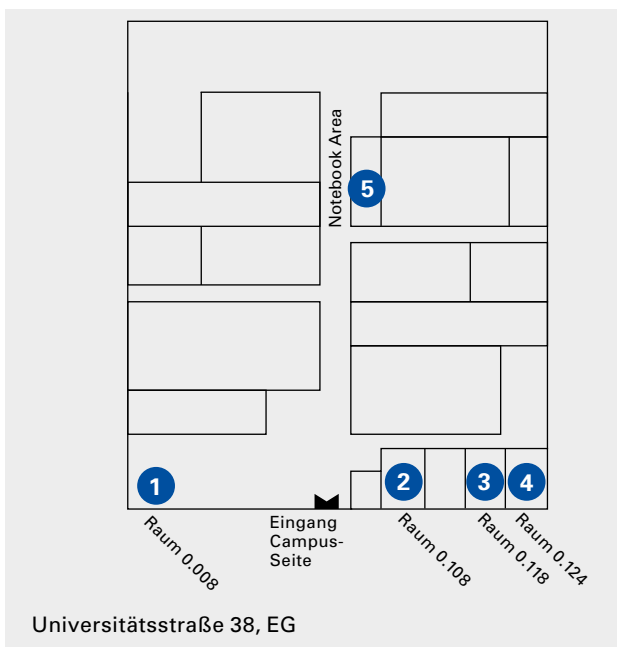 Notebook Area
5
1
2
3
4
Eingang
Campus-
Seite
Raum 0.008
Raum 0.108
Raum 0.118
Raum 0.124
Universitätsstraße 38, EG